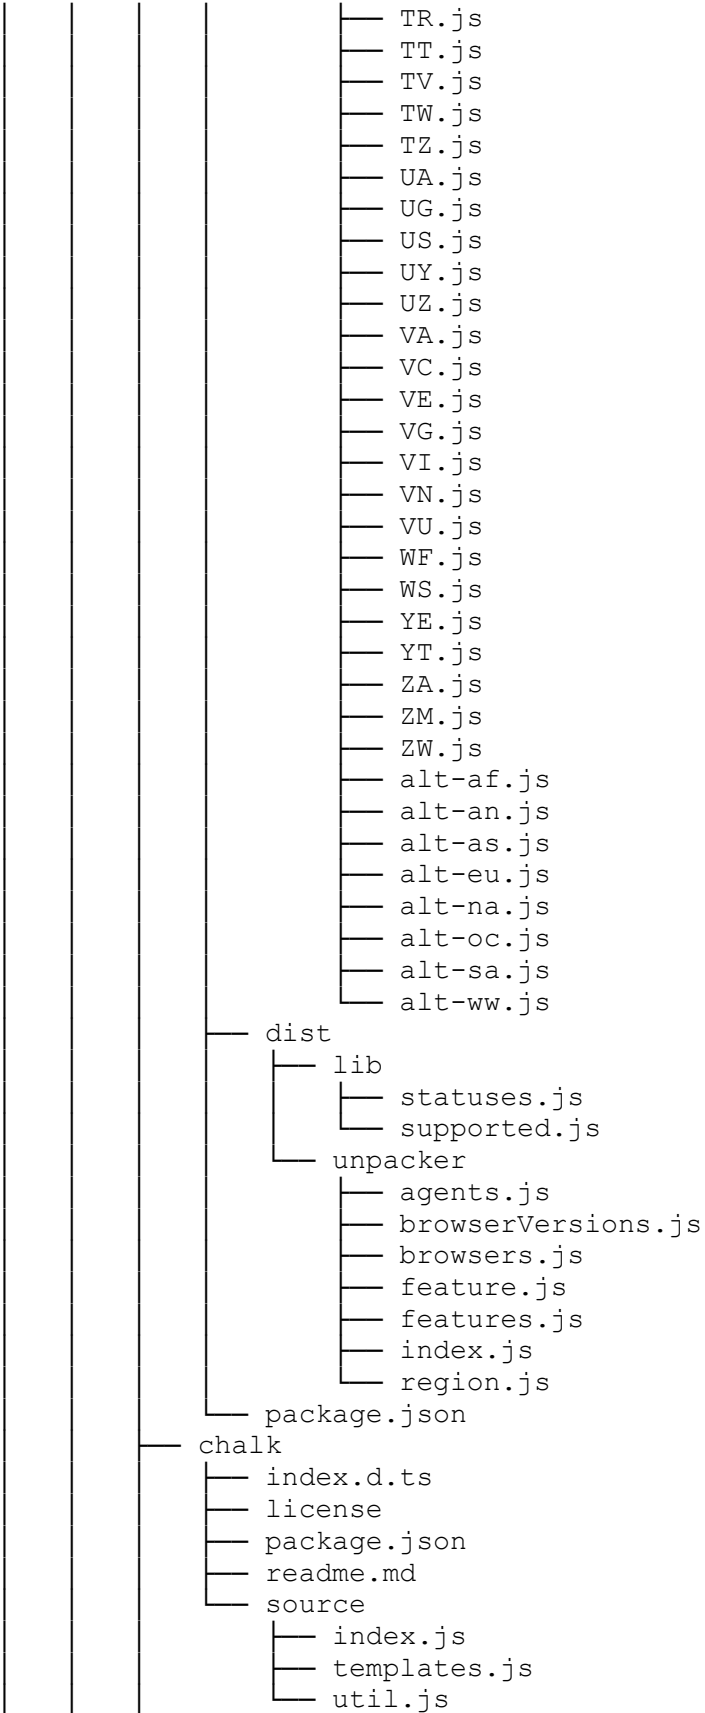 │   │   │   │       ├── TR.js
│   │   │   │       ├── TT.js
│   │   │   │       ├── TV.js
│   │   │   │       ├── TW.js
│   │   │   │       ├── TZ.js
│   │   │   │       ├── UA.js
│   │   │   │       ├── UG.js
│   │   │   │       ├── US.js
│   │   │   │       ├── UY.js
│   │   │   │       ├── UZ.js
│   │   │   │       ├── VA.js
│   │   │   │       ├── VC.js
│   │   │   │       ├── VE.js
│   │   │   │       ├── VG.js
│   │   │   │       ├── VI.js
│   │   │   │       ├── VN.js
│   │   │   │       ├── VU.js
│   │   │   │       ├── WF.js
│   │   │   │       ├── WS.js
│   │   │   │       ├── YE.js
│   │   │   │       ├── YT.js
│   │   │   │       ├── ZA.js
│   │   │   │       ├── ZM.js
│   │   │   │       ├── ZW.js
│   │   │   │       ├── alt-af.js
│   │   │   │       ├── alt-an.js
│   │   │   │       ├── alt-as.js
│   │   │   │       ├── alt-eu.js
│   │   │   │       ├── alt-na.js
│   │   │   │       ├── alt-oc.js
│   │   │   │       ├── alt-sa.js
│   │   │   │       └── alt-ww.js
│   │   │   ├── dist
│   │   │   │   ├── lib
│   │   │   │   │   ├── statuses.js
│   │   │   │   │   └── supported.js
│   │   │   │   └── unpacker
│   │   │   │       ├── agents.js
│   │   │   │       ├── browserVersions.js
│   │   │   │       ├── browsers.js
│   │   │   │       ├── feature.js
│   │   │   │       ├── features.js
│   │   │   │       ├── index.js
│   │   │   │       └── region.js
│   │   │   └── package.json
│   │   ├── chalk
│   │   │   ├── index.d.ts
│   │   │   ├── license
│   │   │   ├── package.json
│   │   │   ├── readme.md
│   │   │   └── source
│   │   │       ├── index.js
│   │   │       ├── templates.js
│   │   │       └── util.js